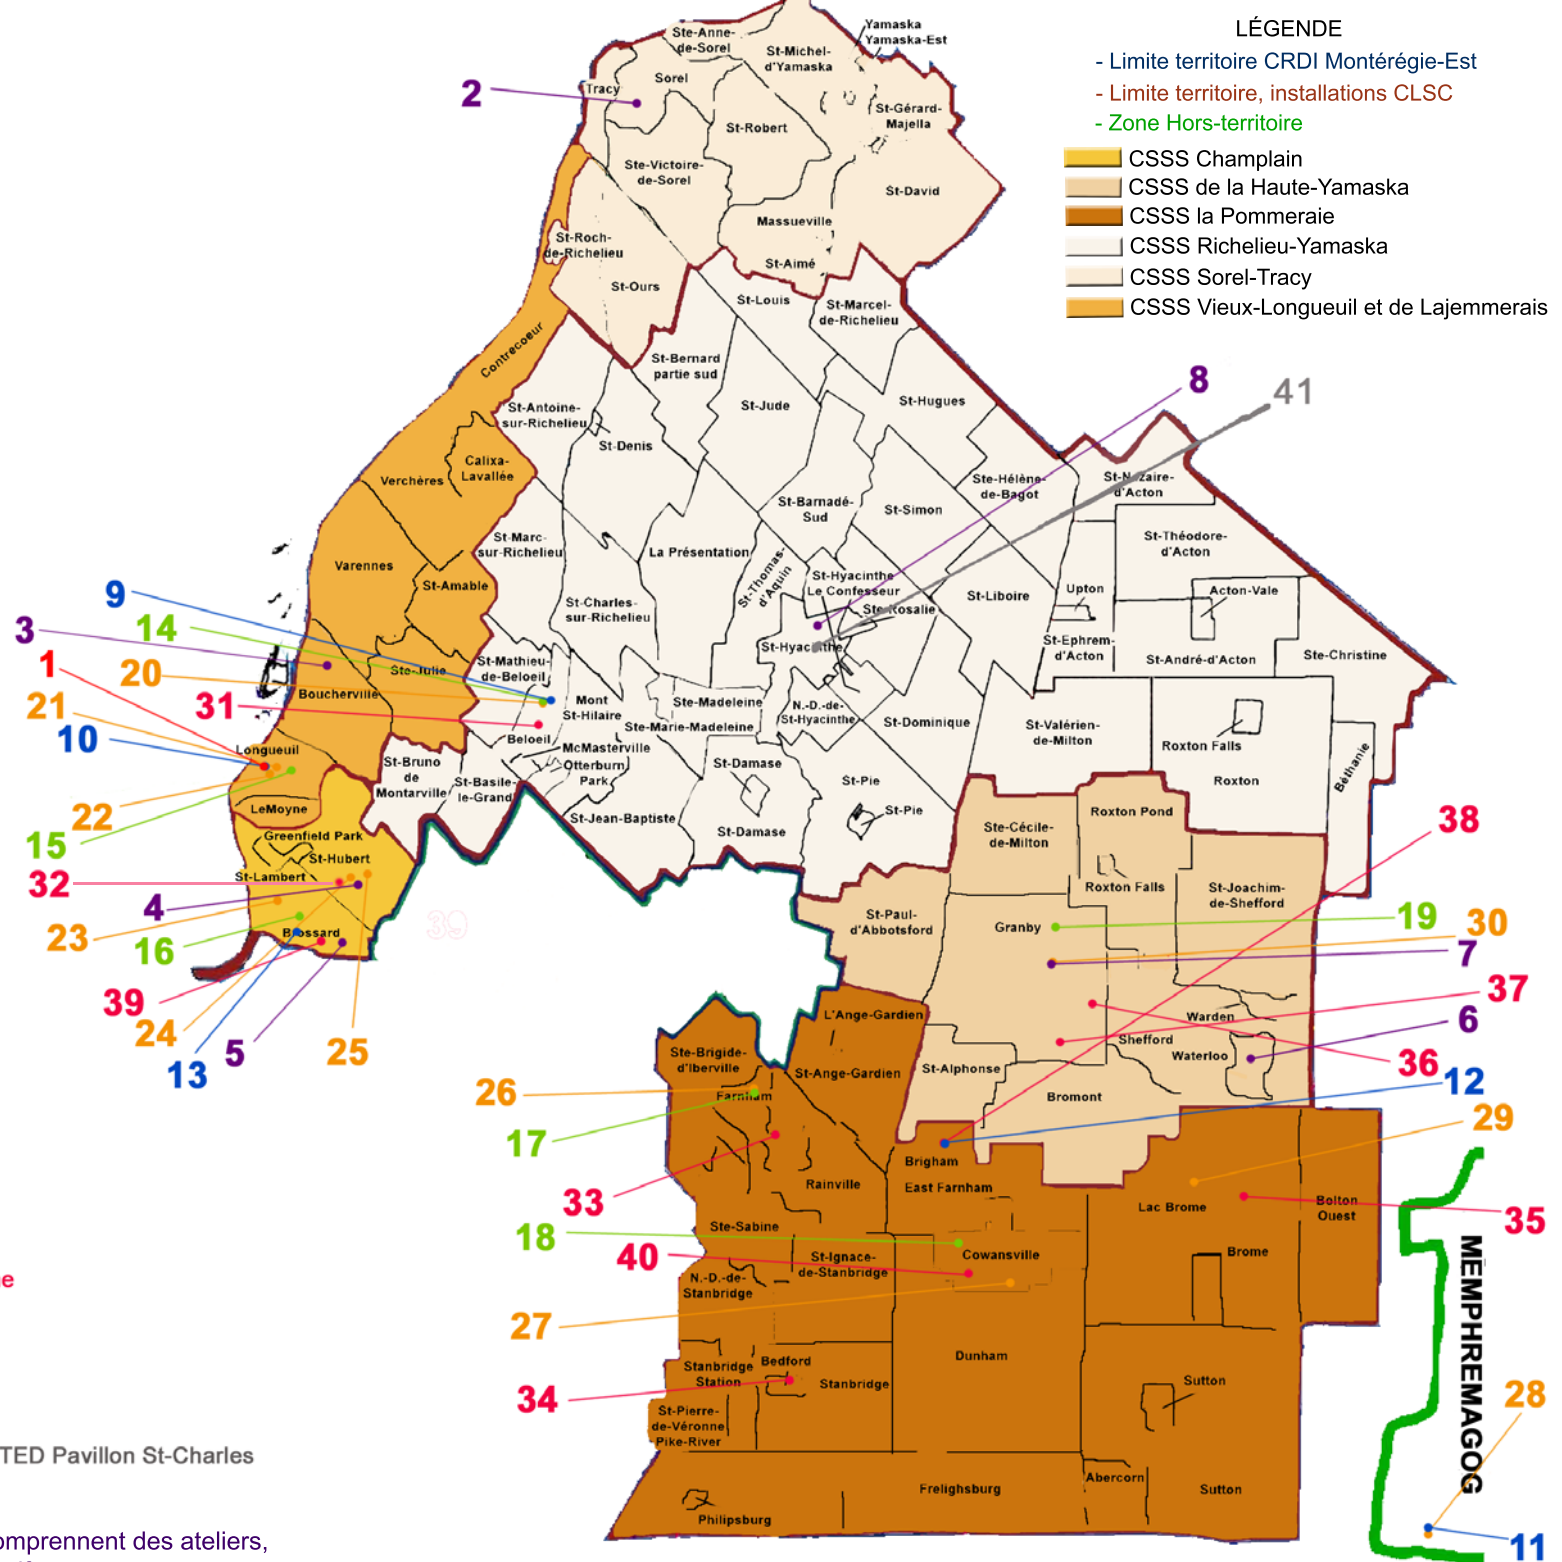 LÉGENDE
- Limite territoire CRDI Montérégie-Est
- Limite territoire, installations CLSC
- Zone Hors-territoire
CSSS Champlain
CSSS de la Haute-Yamaska
CSSS la Pommeraie
CSSS Richelieu-Yamaska
CSSS Sorel-Tracy
CSSS Vieux-Longueuil et de Lajemmerais
Yamaska
Yamaska-Est
Ste-Anne-
de-Sorel
St-Michel-
d'Yamaska
Sorel
Tracy
2
St-Gérard-
Majella
St-Robert
Ste-Victoire-
de-Sorel
St-David
Massueville
St-Roch-
de-Richelieu
St-Aimé
St-Ours
St-Louis
St-Marcel-
de-Richelieu
Contrecoeur
St-Bernard
partie sud
8
41
St-Antoine-
sur-Richelieu
St-Jude
St-Hugues
St-Denis
Calixa-
Lavallée
Verchères
Ste-Hélène-
de-Bagot
St-Nazaire-
d'Acton
St-Barnadé-
Sud
St-Simon
St-Marc-
sur-Richelieu
La Présentation
St-Théodore-
d'Acton
Varennes
St-Amable
St-Thomas-
d'Aquin
St-Hyacinthe
Le Confesseur
Ste-Rosalie
St-Liboire
Upton
Acton-Vale
9
14
3
1
20
21
31
10
St-Charles-
sur-Richelieu
St-Hyacinthe
St-Ephrem-
d'Acton
St-André-d'Acton
Ste-Christine
Ste-Julie
St-Mathieu-
de-Beloeil
Boucherville
Mont
St-Hilaire
Ste-Madeleine
Ste-Marie-Madeleine
N.-D.-de-
St-Hyacinthe
St-Dominique
St-Valérien-
de-Milton
Roxton Falls
Roxton
Béthanie
Longueuil
Beloeil
McMasterville
Otterburn
Park
St-Bruno
de
Montarville
St-Basile-
le-Grand
St-Damase
St-Pie
St-Pie
St-Jean-Baptiste
St-Damase
LeMoyne
22
15
32
4
23
16
39
24
13
5
25
39
Greenfield Park
St-Hubert
St-Lambert
Brossard
Ste-Cécile-
de-Milton
Roxton Pond
38
Roxton Falls
St-Joachim-
de-Shefford
St-Paul-
d'Abbotsford
Granby
19
30
7
37
6
36
12
29
L'Ange-Gardien
Warden
Shefford
Waterloo
Ste-Brigide-
d'Iberville
St-Ange-Gardien
St-Alphonse
Bromont
26
Farnham
17
33
Brigham
East Farnham
Rainville
Lac Brome
Bolton
Ouest
35
18
40
Ste-Sabine
St-Ignace-
de-Stanbridge
Cowansville
Brome
N.-D.-de-
Stanbridge
27
MEMPHREMAGOG
34
Stanbridge
Station
Bedford
Stanbridge
Dunham
Sutton
St-Pierre-
de-Véronne
Pike-River
28
Abercorn
Frelighsburg
Sutton
Philipsburg
11
e
TED Pavillon St-Charles
omprennent des ateliers,